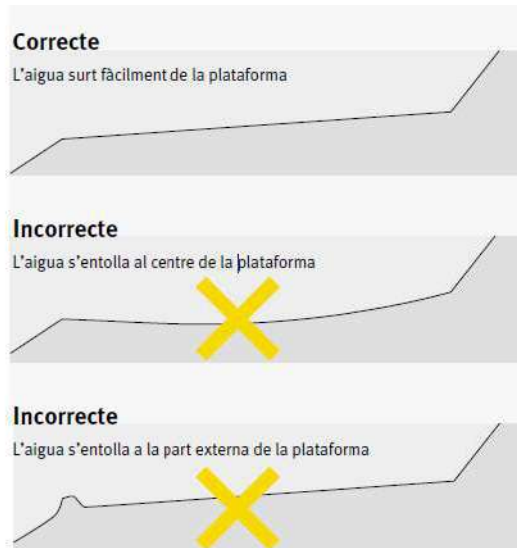 Correcte
L'aigua surt fàcilment de la plataforma
Incorrecte
L'aigua s'entolla al centre de la plataforma
Incorrecte
L'aigua s'entolla a la part externa de la plataforma